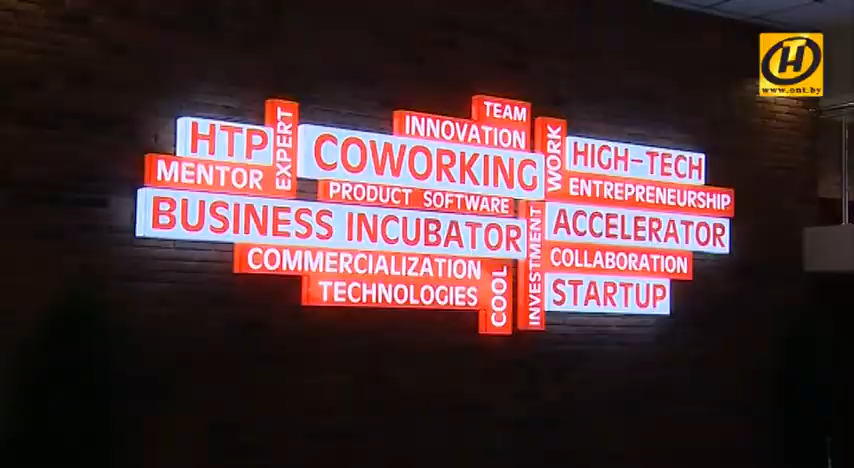 ОНТ
www.ont.by
TEAM
INNOVATION
WORK
HTP
EXPERT
COWORKING
HIGH-TECH
MENTOR
PRODUCT SOFTWARE
ENTREPRENEURSHIP
BUSINESS INCUBATOR
INVESTMENT
ACCELERATOR
COMMERCIALIZATION
COOL
COLLABORATION
TECHNOLOGIES
STARTUP